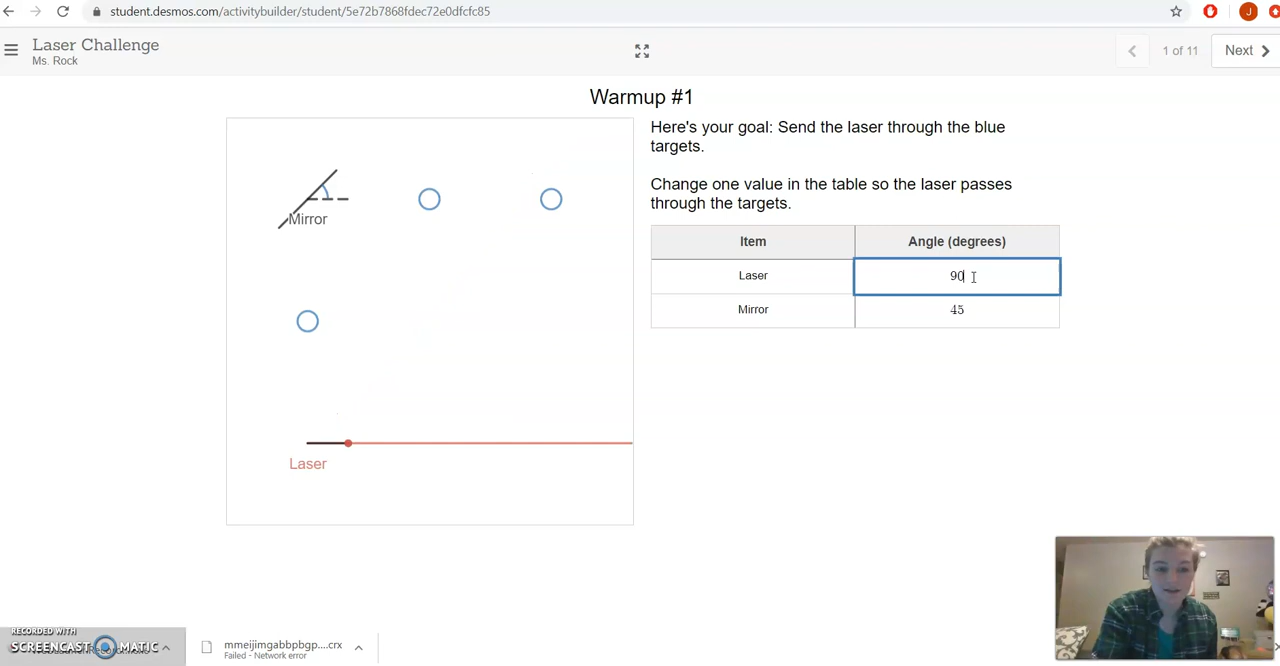 student.desmos.com/activitybuilder/student/5e72b7868fdec72e0dfcfc85
J
Laser Challenge
Ms. Rock
1 of 11
Next
Warmup #1
Here's your goal: Send the laser through the blue
targets.
Change one value in the table so the laser passes
through the targets.
Item
Angle (degrees)
Laser
90
Mirror
45
Mirror
Laser
RECORDED WITH
SCREENCAST MATIC
mmeijimgabbpbgp....crx
Failed - Network error